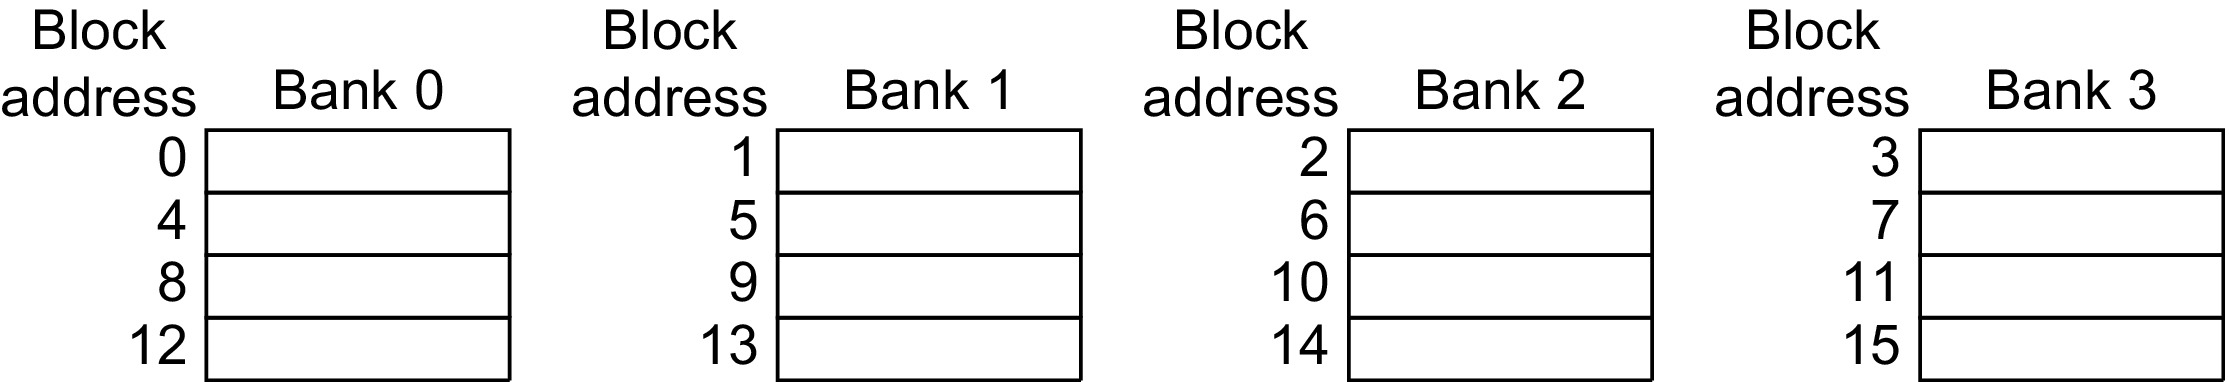 Block Block Block Block
address Bank 0 address Bank 1 address Bank 2 address Bank 3
0 1 2 3
4 5 6 7
8 9 10 11
12 13 14 15